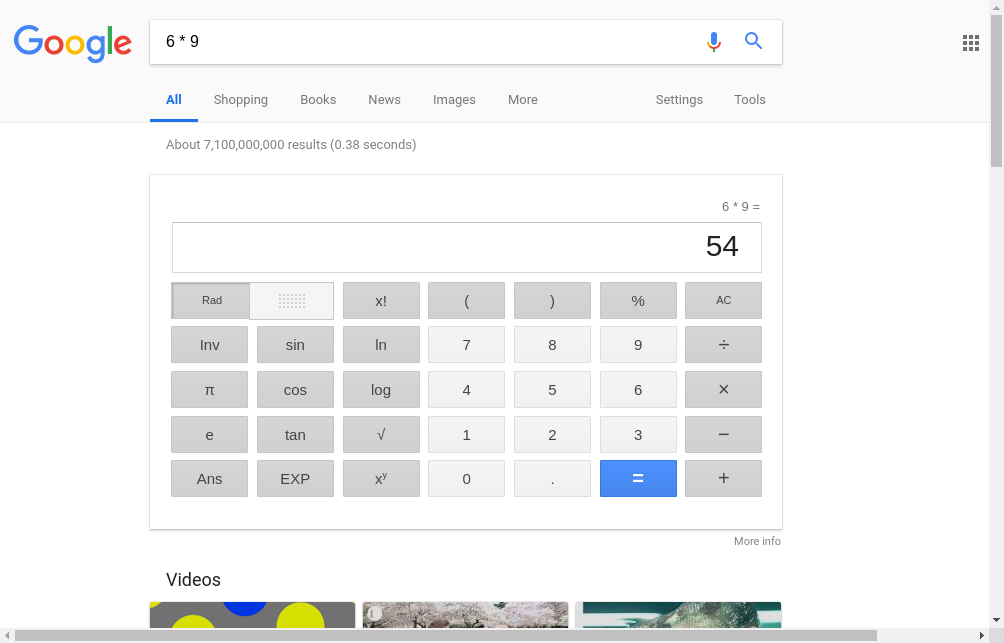 Google
6 * 9
All Shopping Books News Images More Settings Tools
About 7,100,000,000 results (0.38 seconds)
6 * 9 =
54
Rad x! ( ) % AC
Inv sin ln 7 8 9 ÷
π cos log 4 5 6 ×
e tan √ 1 2 3 −
Ans EXP xʸ 0 . = +
More info
Videos